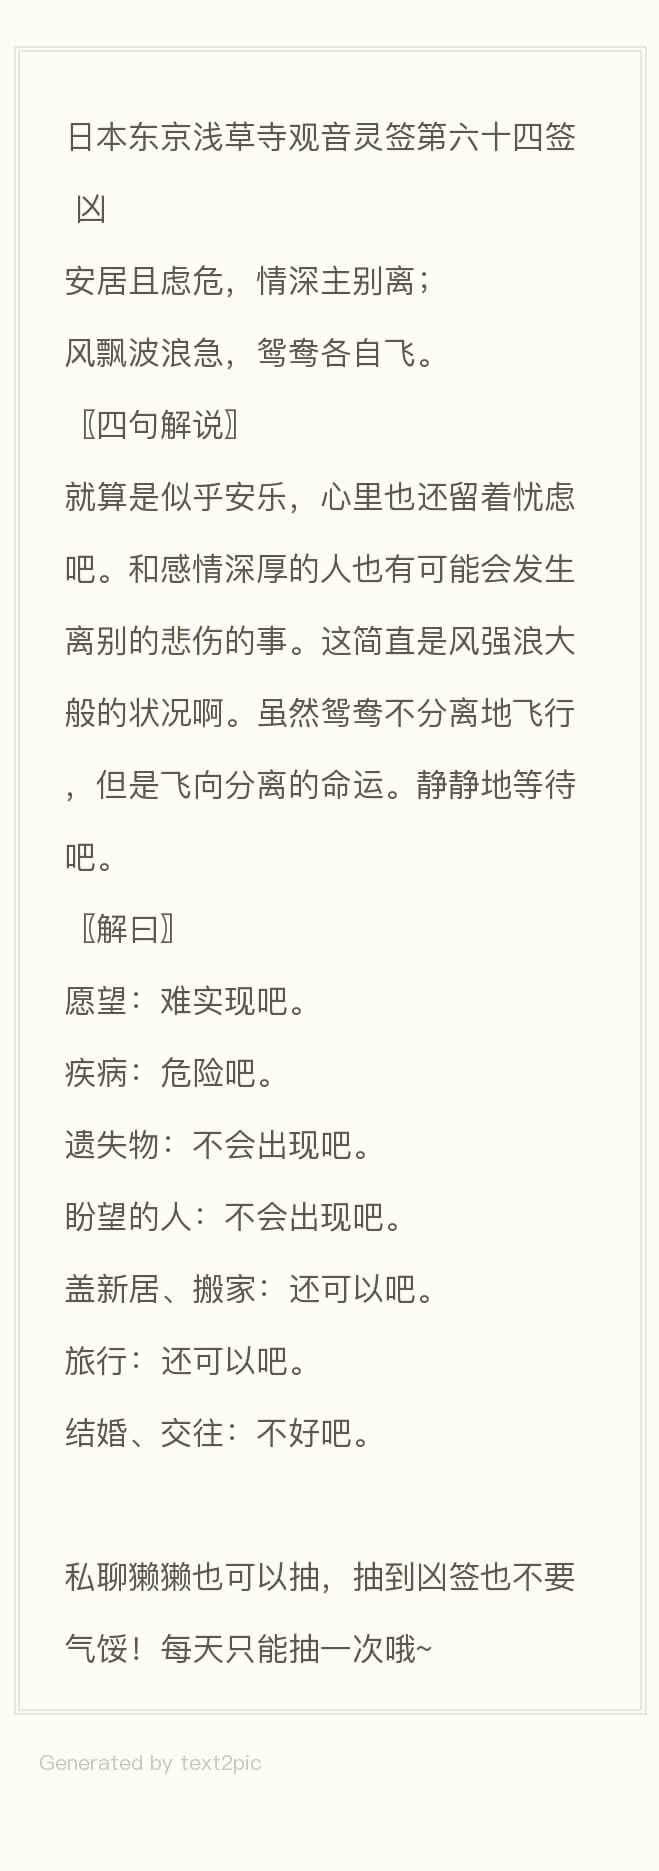 日本东京浅草寺观音灵签第六十四签
凶
安居且虑危，情深主别离；
风飘波浪急，鸳鸯各自飞。
〖四句解说〗
就算是似乎安乐，心里也还留着忧虑
吧。和感情深厚的人也有可能会发生
离别的悲伤的事。这简直是风强浪大
般的状况啊。虽然鸳鸯不分离地飞行
，但是飞向分离的命运。静静地等待
吧。
〖解曰〗
愿望：难实现吧。
疾病：危险吧。
遗失物：不会出现吧。
盼望的人：不会出现吧。
盖新居、搬家：还可以吧。
旅行：还可以吧。
结婚、交往：不好吧。
私聊獭獭也可以抽，抽到凶签也不要
气馁！每天只能抽一次哦~
Generated by text2pic